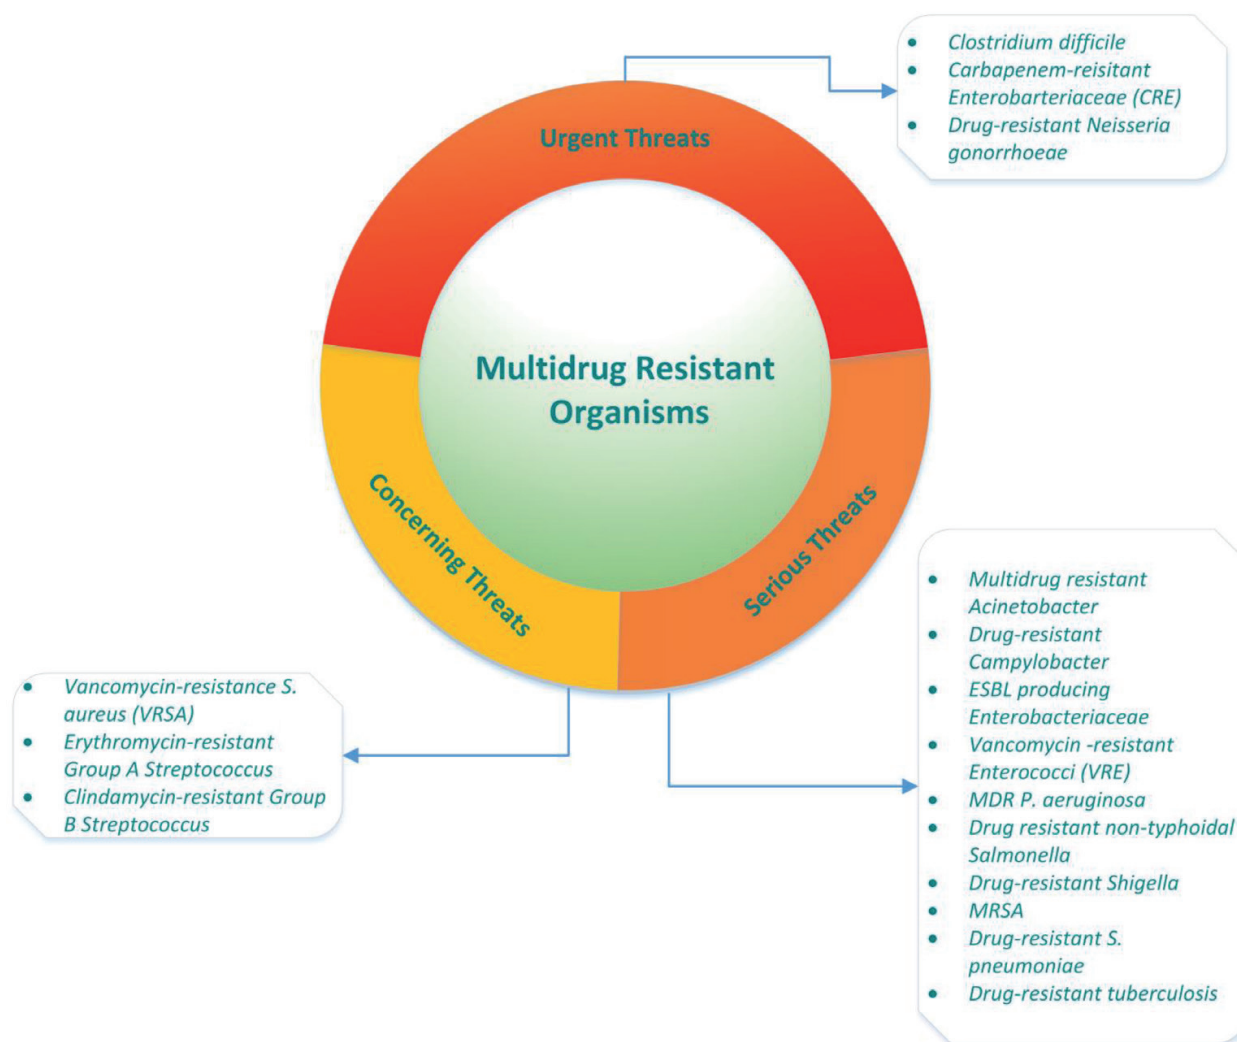 • Clostridium difficile
• Carbapenem-reisitant
Enterobarteriaceae (CRE)
• Drug-resistant Neisseria
gonorrhoeae
Urgent Threats
Multidrug Resistant
Organisms
Concerning Threats
Serious Threats
• Multidrug resistant
Acinetobacter
• Drug-resistant
Campylobacter
• ESBL producing
Enterobacteriaceae
• Vancomycin -resistant
Enterococci (VRE)
• MDR P. aeruginosa
• Drug resistant non-typhoidal
Salmonella
• Drug-resistant Shigella
• MRSA
• Drug-resistant S.
pneumoniae
• Drug-resistant tuberculosis
• Vancomycin-resistance S.
aureus (VRSA)
• Erythromycin-resistant
Group A Streptococcus
• Clindamycin-resistant Group
B Streptococcus